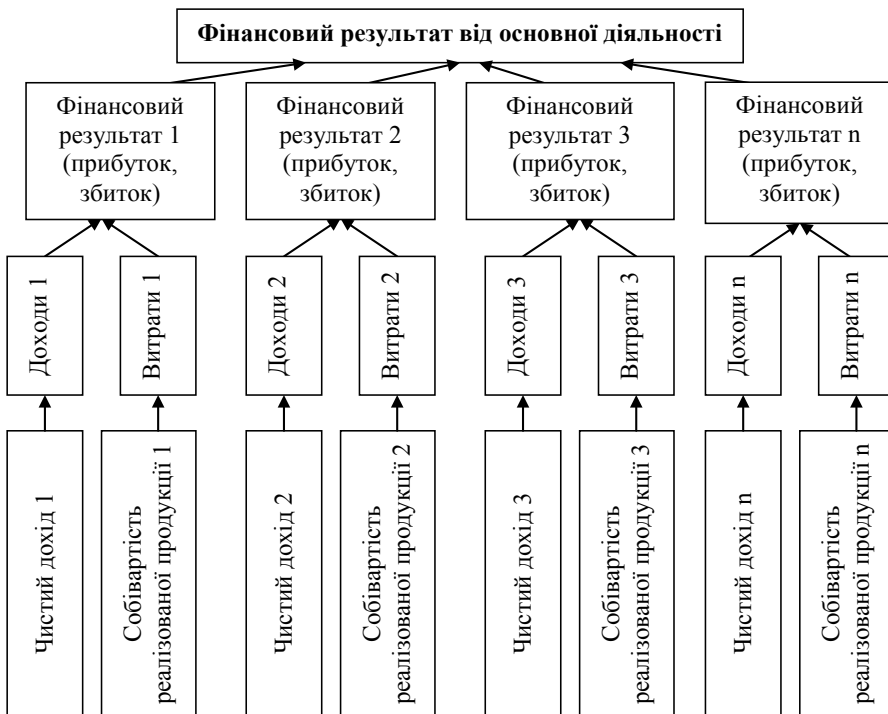 Фінансовий результат від основної діяльності
Фінансовий
результат 1
(прибуток,
збиток)
Фінансовий
результат 2
(прибуток,
збиток)
Фінансовий
результат 3
(прибуток,
збиток)
Фінансовий
результат n
(прибуток,
збиток)
Доходи 1
Витрати 1
Доходи 2
Витрати 2
Доходи 3
Витрати 3
Доходи n
Витрати n
Чистий дохід 1
Собівартість
реалізованої продукції 1
Чистий дохід 2
Собівартість
реалізованої продукції 2
Чистий дохід 3
Собівартість
реалізованої продукції 3
Чистий дохід n
Собівартість
реалізованої продукції n